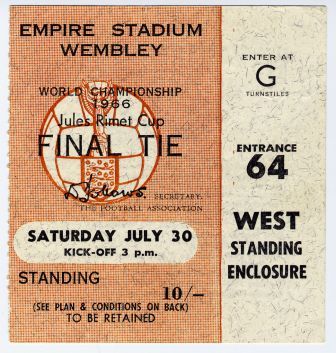 EMPIRE STADIUM
WEMBLEY
WORLD CHAMPIONSHIP
1966
Jules Rimet Cup
FINAL TIE
SECRETARY.
THE FOOTBALL ASSOCIATION
SATURDAY JULY 30
KICK-OFF 3 p.m.
STANDING
10/—
(SEE PLAN & CONDITIONS ON BACK)
TO BE RETAINED
ENTER AT
G
TURNSTILES
ENTRANCE
64
WEST
STANDING
ENCLOSURE